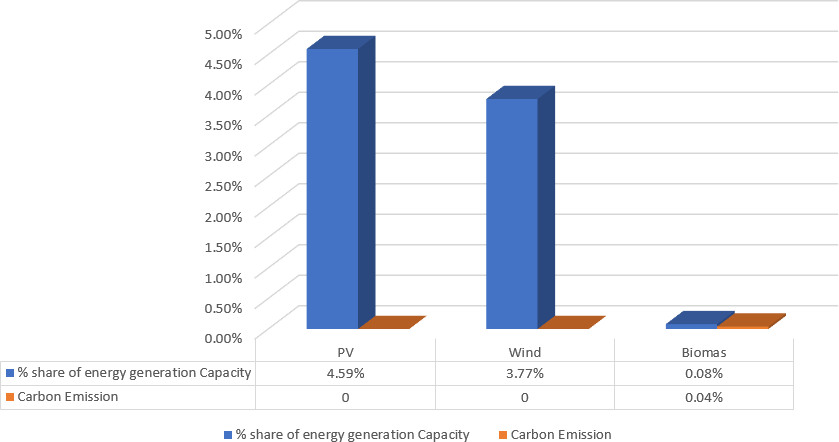 5.00%
4.50%
4.00%
3.50%
3.00%
2.50%
2.00%
1.50%
1.00%
0.50%
0.00%
PV Wind Biomas
% share of energy generation Capacity 4.59% 3.77% 0.08%
Carbon Emission 0 0 0.04%
% share of energy generation Capacity Carbon Emission